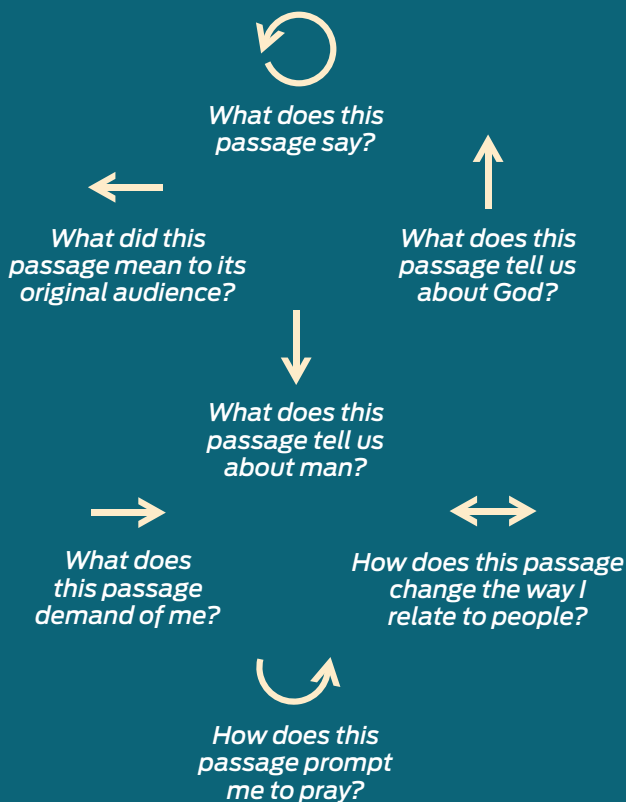 What does this
passage say?
What did this
passage mean to its
original audience?
What does this
passage tell us
about God?
What does this
passage tell us
about man?
What does
this passage
demand of me?
How does this passage
change the way I
relate to people?
How does this
passage prompt
me to pray?